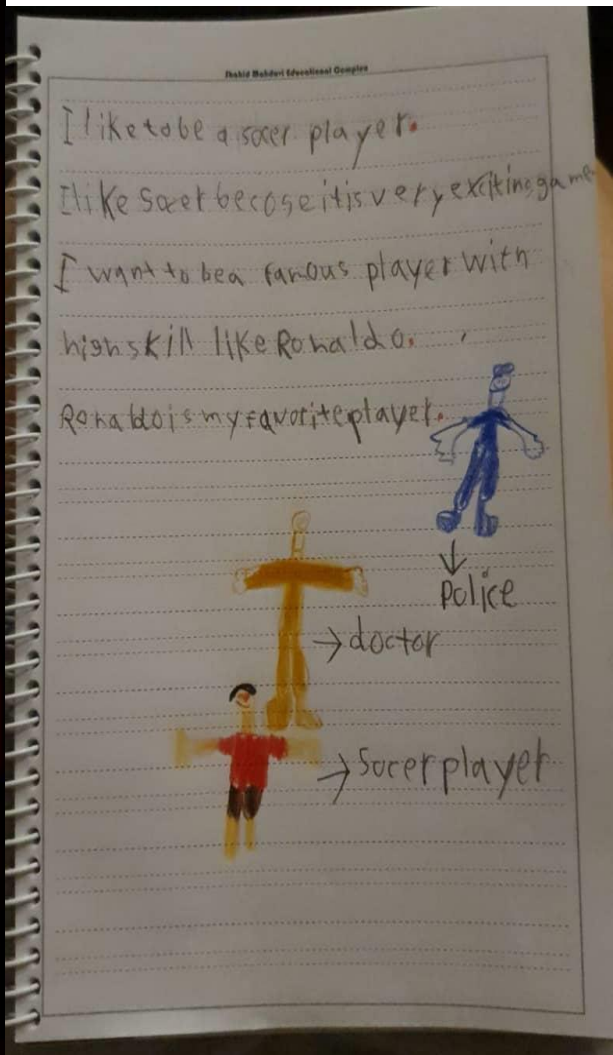 Shahid Mahdavi Educational Complex
I like to be a socer player.
I like socer becose it is very exciting game.
I want to be a famous player with
high skill like Ronaldo.
Ronaldo is my favorite player.
Police
doctor
Socer player